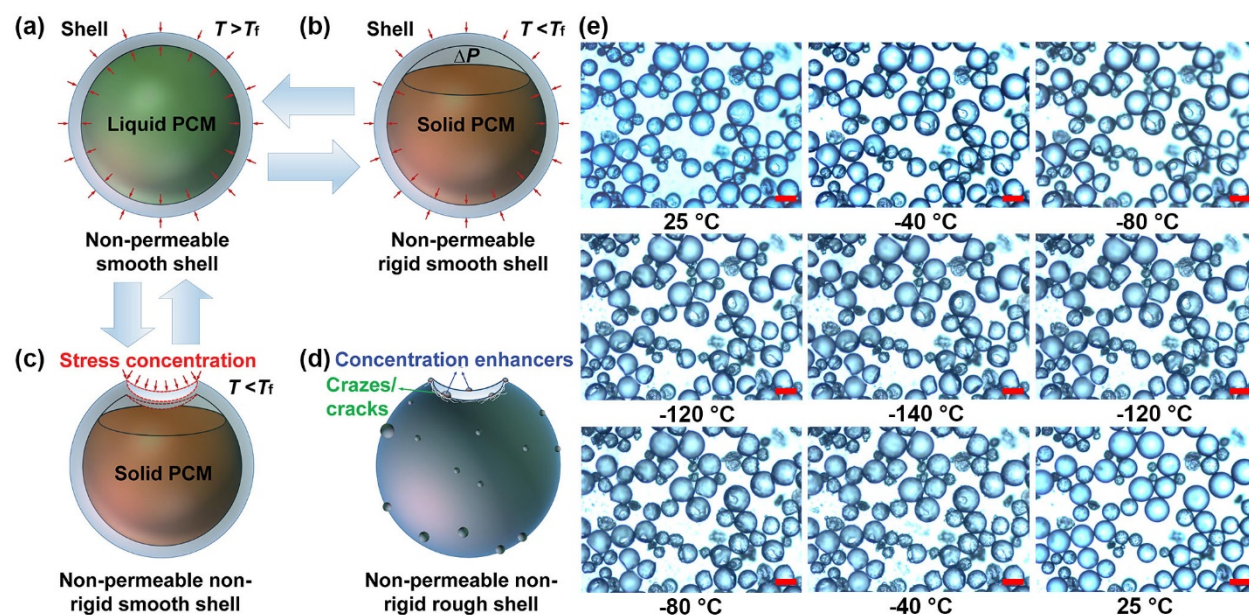 (a)
Shell
T > Tf
Liquid PCM
Non-permeable
smooth shell
(b)
Shell
T < Tf
ΔP
Solid PCM
Non-permeable
rigid smooth shell
(c)
Stress concentration
T < Tf
Solid PCM
Non-permeable non-
rigid smooth shell
(d)
Concentration enhancers
Crazes/
cracks
Non-permeable non-
rigid rough shell
(e)
25 °C
-40 °C
-80 °C
-120 °C
-140 °C
-120 °C
-80 °C
-40 °C
25 °C